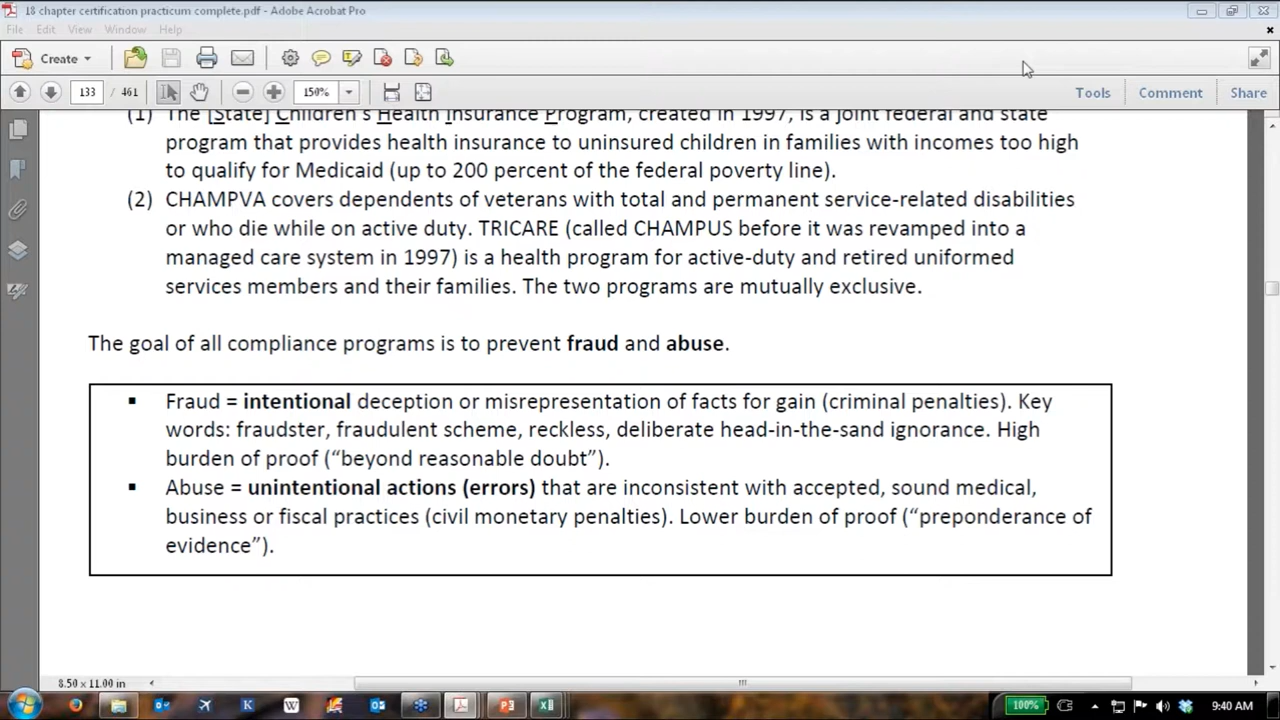 18 chapter certification practicum complete.pdf - Adobe Acrobat Pro
File Edit View Window Help
Create
133 / 461 150% Tools Comment Share
(1) The [State] Children's Health Insurance Program, created in 1997, is a joint federal and state
program that provides health insurance to uninsured children in families with incomes too high
to qualify for Medicaid (up to 200 percent of the federal poverty line).
(2) CHAMPVA covers dependents of veterans with total and permanent service-related disabilities
or who die while on active duty. TRICARE (called CHAMPUS before it was revamped into a
managed care system in 1997) is a health program for active-duty and retired uniformed
services members and their families. The two programs are mutually exclusive.
The goal of all compliance programs is to prevent fraud and abuse.
▪ Fraud = intentional deception or misrepresentation of facts for gain (criminal penalties). Key
words: fraudster, fraudulent scheme, reckless, deliberate head-in-the-sand ignorance. High
burden of proof (“beyond reasonable doubt”).
▪ Abuse = unintentional actions (errors) that are inconsistent with accepted, sound medical,
business or fiscal practices (civil monetary penalties). Lower burden of proof (“preponderance of
evidence”).
8.50 x 11.00 in
100% 9:40 AM